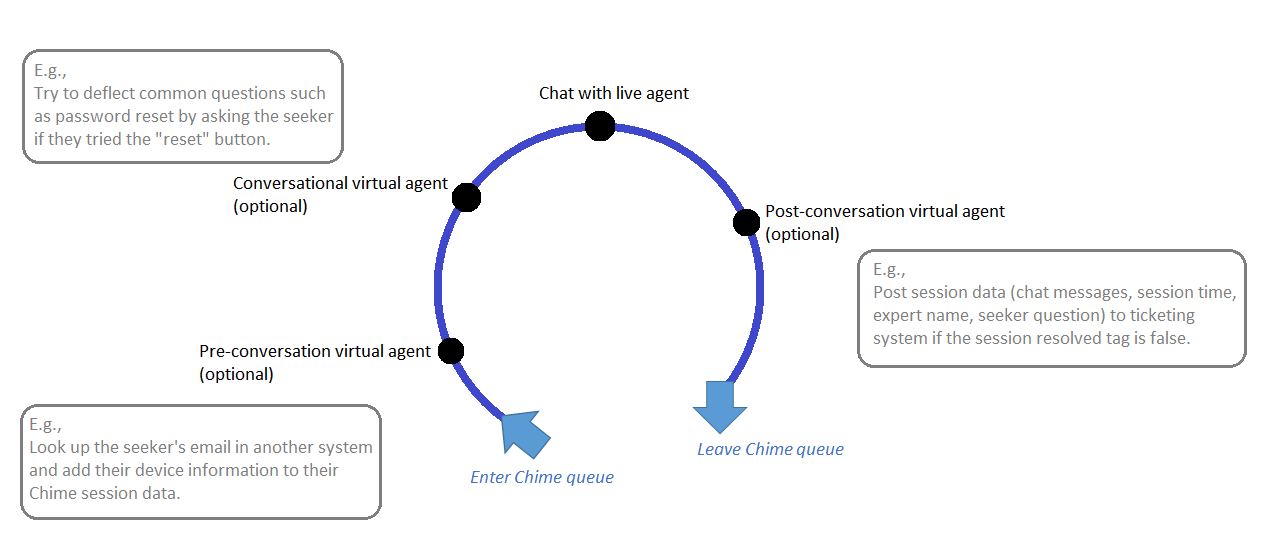 E.g.,
Try to deflect common questions such
as password reset by asking the seeker
if they tried the "reset" button.
Chat with live agent
Conversational virtual agent
(optional)
Post-conversation virtual agent
(optional)
E.g.,
Post session data (chat messages, session time,
expert name, seeker question) to ticketing
system if the session resolved tag is false.
Pre-conversation virtual agent
(optional)
E.g.,
Look up the seeker's email in another system
and add their device information to their
Chime session data.
Enter Chime queue
Leave Chime queue